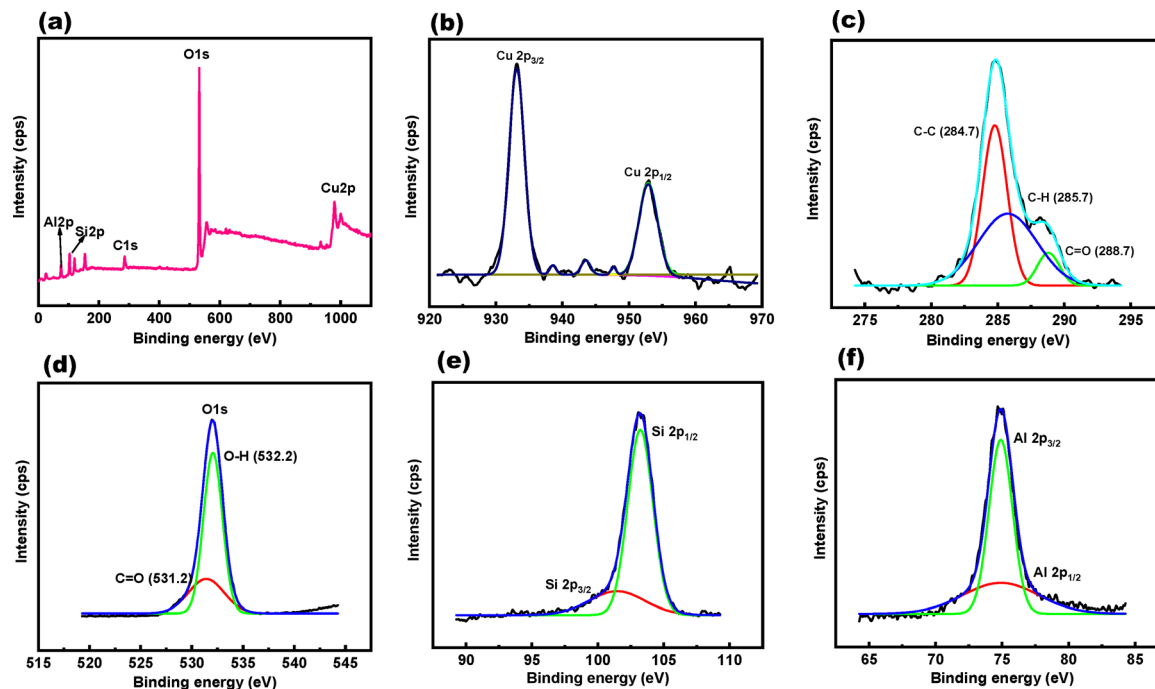 (a)
O1s
Al2p
Si2p
C1s
Cu2p
Intensity (cps)
0 200 400 600 800 1000
Binding energy (eV)
(b)
Cu 2p3/2
Cu 2p1/2
Intensity (cps)
920 930 940 950 960 970
Binding energy (eV)
(c)
C-C (284.7)
C-H (285.7)
C=O (288.7)
Intensity (cps)
275 280 285 290 295
Binding energy (eV)
(d)
O1s
O-H (532.2)
C=O (531.2)
Intensity (cps)
515 520 525 530 535 540 545
Binding energy (eV)
(e)
Si 2p1/2
Si 2p3/2
Intensity (cps)
90 95 100 103 110
Binding energy (eV)
(f)
Al 2p3/2
Al 2p1/2
Intensity (cps)
65 70 75 80 85
Binding energy (eV)